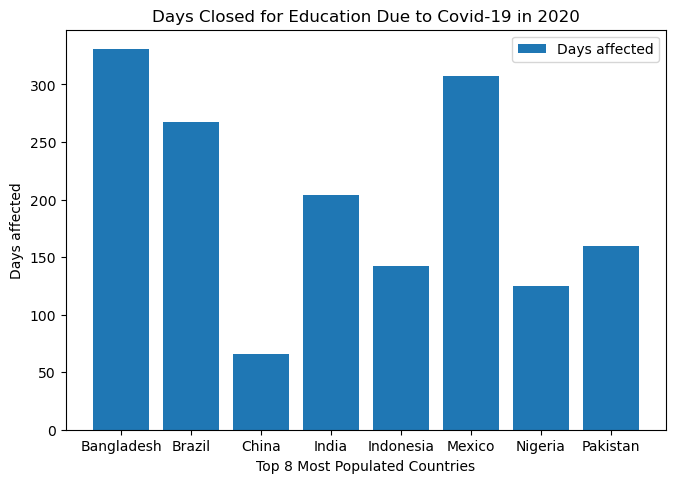 Days Closed for Education Due to Covid-19 in 2020
Days affected
Days affected
300
250
200
150
100
50
0
Bangladesh Brazil China India Indonesia Mexico Nigeria Pakistan
Top 8 Most Populated Countries